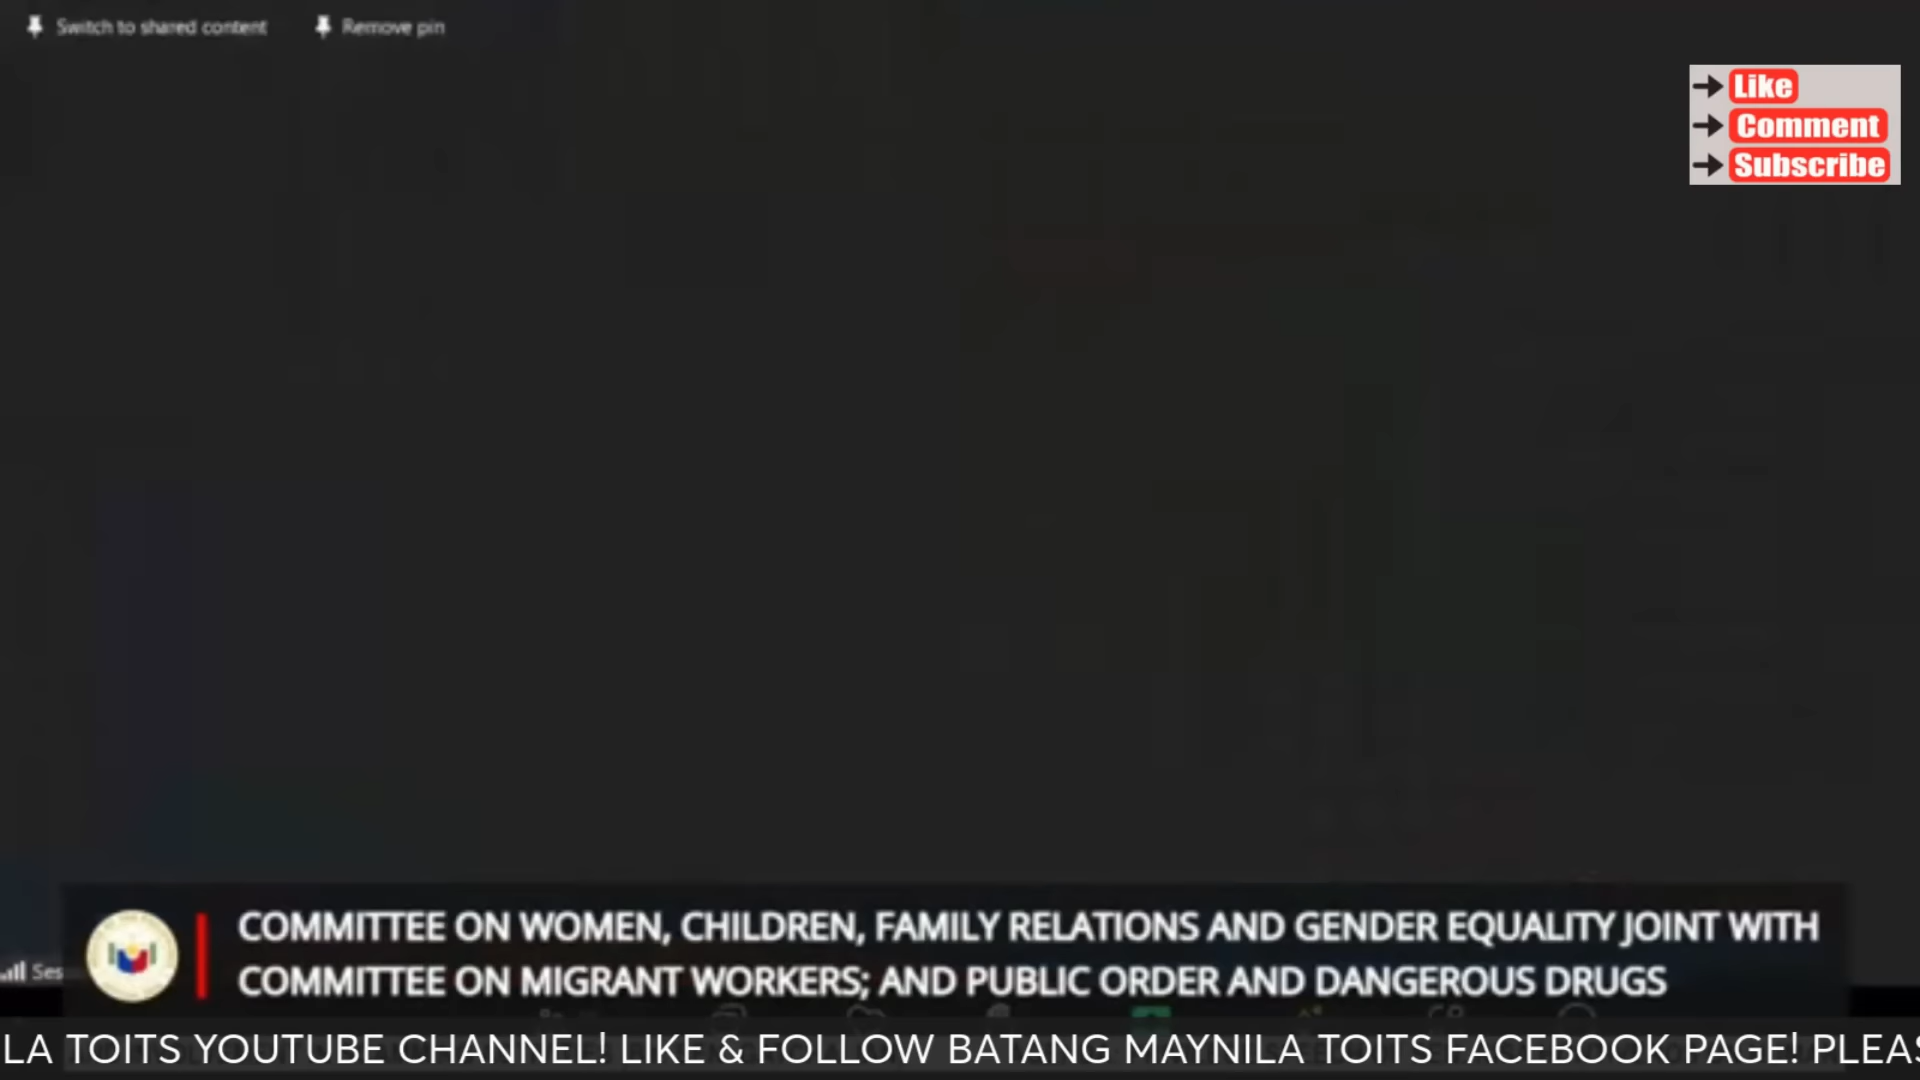 Switch to shared content
Remove pin
Like
Comment
Subscribe
COMMITTEE ON WOMEN, CHILDREN, FAMILY RELATIONS AND GENDER EQUALITY JOINT WITH
COMMITTEE ON MIGRANT WORKERS; AND PUBLIC ORDER AND DANGEROUS DRUGS
Ses
LA TOITS YOUTUBE CHANNEL! LIKE & FOLLOW BATANG MAYNILA TOITS FACEBOOK PAGE! PLEAS